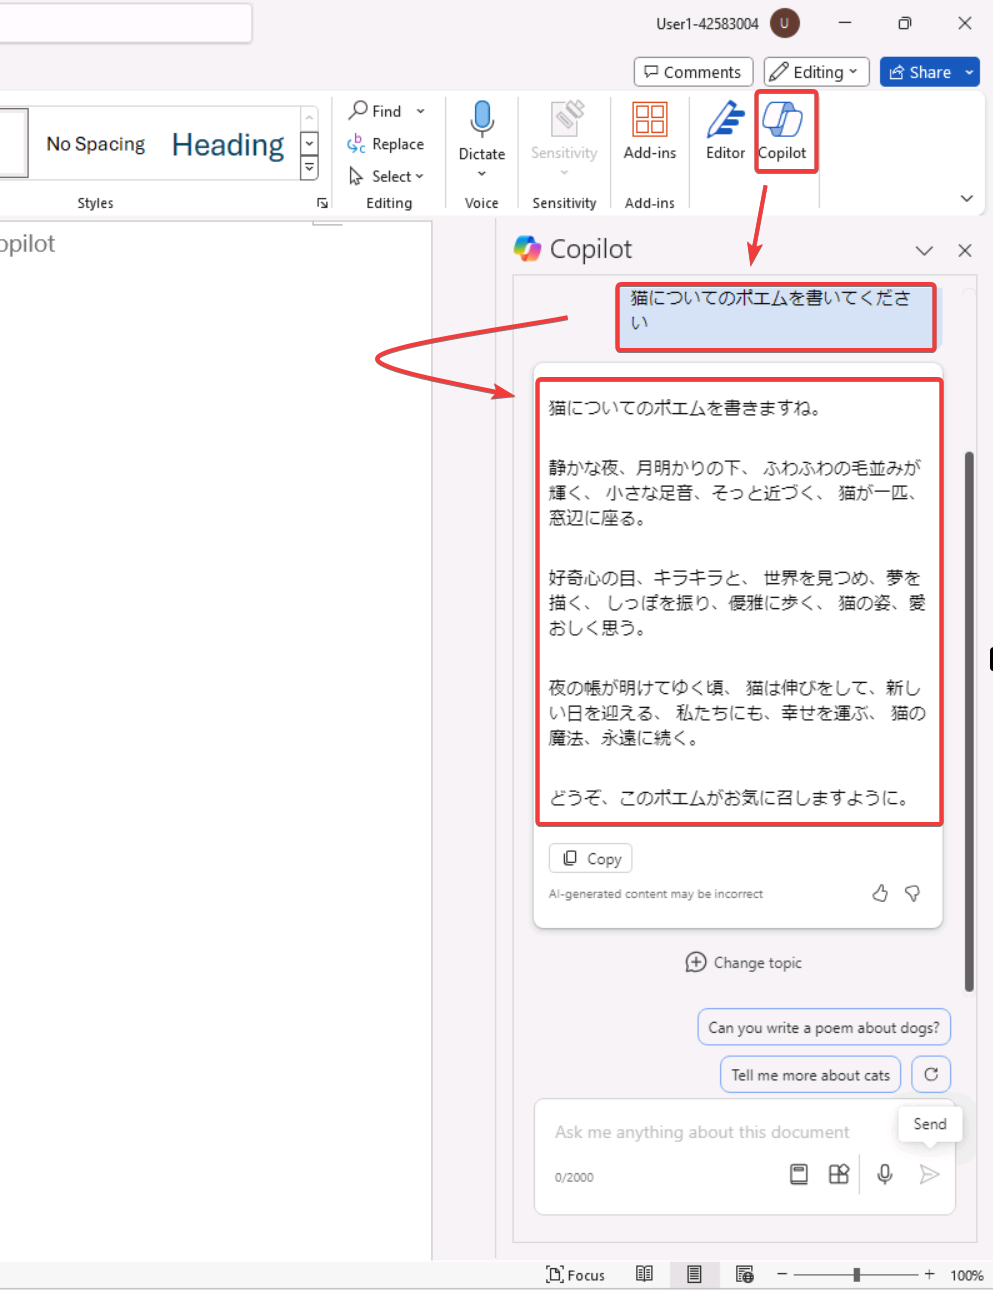 User1-42583004 U
Comments Editing Share
No Spacing Heading
Find
Replace
Select
Dictate
Sensitivity
Add-ins
Editor
Copilot
Styles Editing Voice Sensitivity Add-ins
opilot
Copilot
猫についてのポエムを書いてくださ
い
猫についてのポエムを書きますね。
静かな夜、月明かりの下、 ふわふわの毛並みが
輝く、 小さな足音、そっと近づく、 猫が一匹、
窓辺に座る。
好奇心の目、キラキラと、 世界を見つめ、夢を
描く、 しっぽを振り、優雅に歩く、 猫の姿、愛
おしく思う。
夜の帳が明けてゆく頃、 猫は伸びをして、新し
い日を迎える、 私たちにも、幸せを運ぶ、 猫の
魔法、永遠に続く。
どうぞ、このポエムがお気に召しますように。
Copy
AI-generated content may be incorrect
Change topic
Can you write a poem about dogs?
Tell me more about cats
Send
Ask me anything about this document
0/2000
Focus 100%